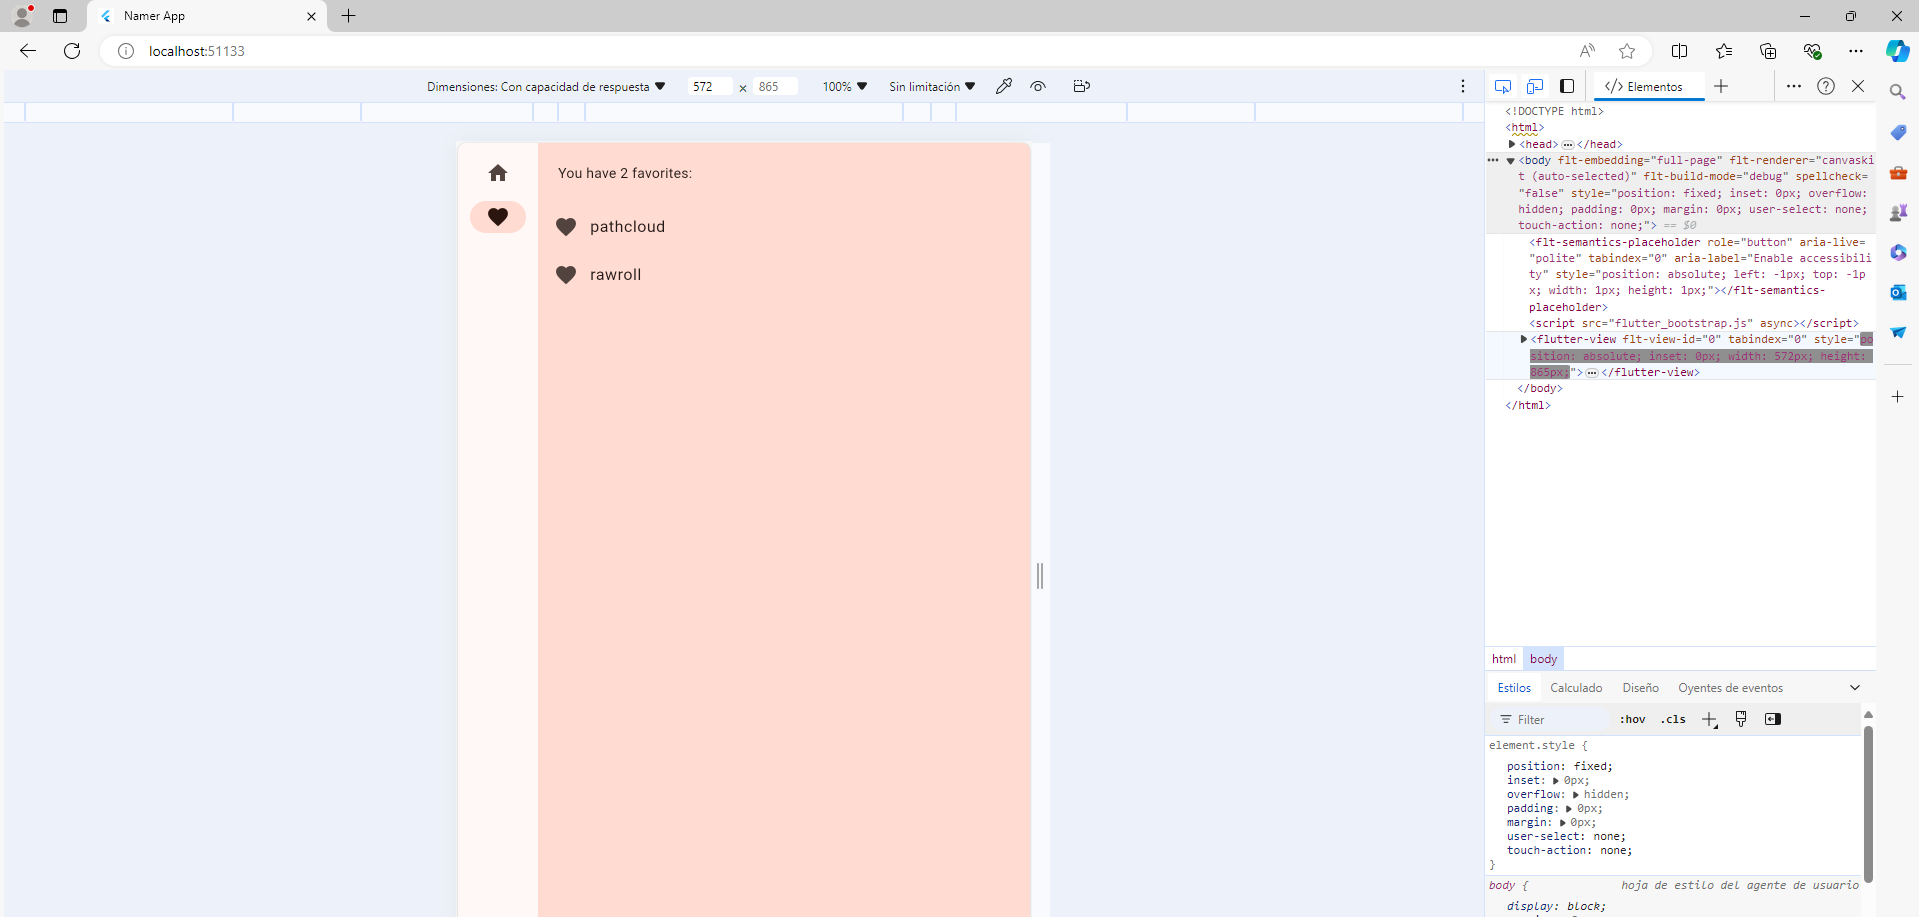 Namer App
localhost:51133
Dimensiones: Con capacidad de respuesta ▼ 572 × 865 100% ▼ Sin limitación ▼
You have 2 favorites:
pathcloud
rawroll
</> Elementos
<!DOCTYPE html>
<html>
<head>…</head>
<body flt-embedding="full-page" flt-renderer="canvaski
t (auto-selected)" flt-build-mode="debug" spellcheck=
"false" style="position: fixed; inset: 0px; overflow:
hidden; padding: 0px; margin: 0px; user-select: none;
touch-action: none;"> == $0
<flt-semantics-placeholder role="button" aria-live=
"polite" tabindex="0" aria-label="Enable accessibili
ty" style="position: absolute; left: -1px; top: -1p
x; width: 1px; height: 1px;"></flt-semantics-
placeholder>
<script src="flutter_bootstrap.js" async></script>
<flutter-view flt-view-id="0" tabindex="0" style="po
sition: absolute; inset: 0px; width: 572px; height:
865px;">…</flutter-view>
</body>
</html>
html body
Estilos Calculado Diseño Oyentes de eventos
Filter :hov .cls
element.style {
position: fixed;
inset: 0px;
overflow: hidden;
padding: 0px;
margin: 0px;
user-select: none;
touch-action: none;
}
body { hoja de estilo del agente de usuario
display: block;